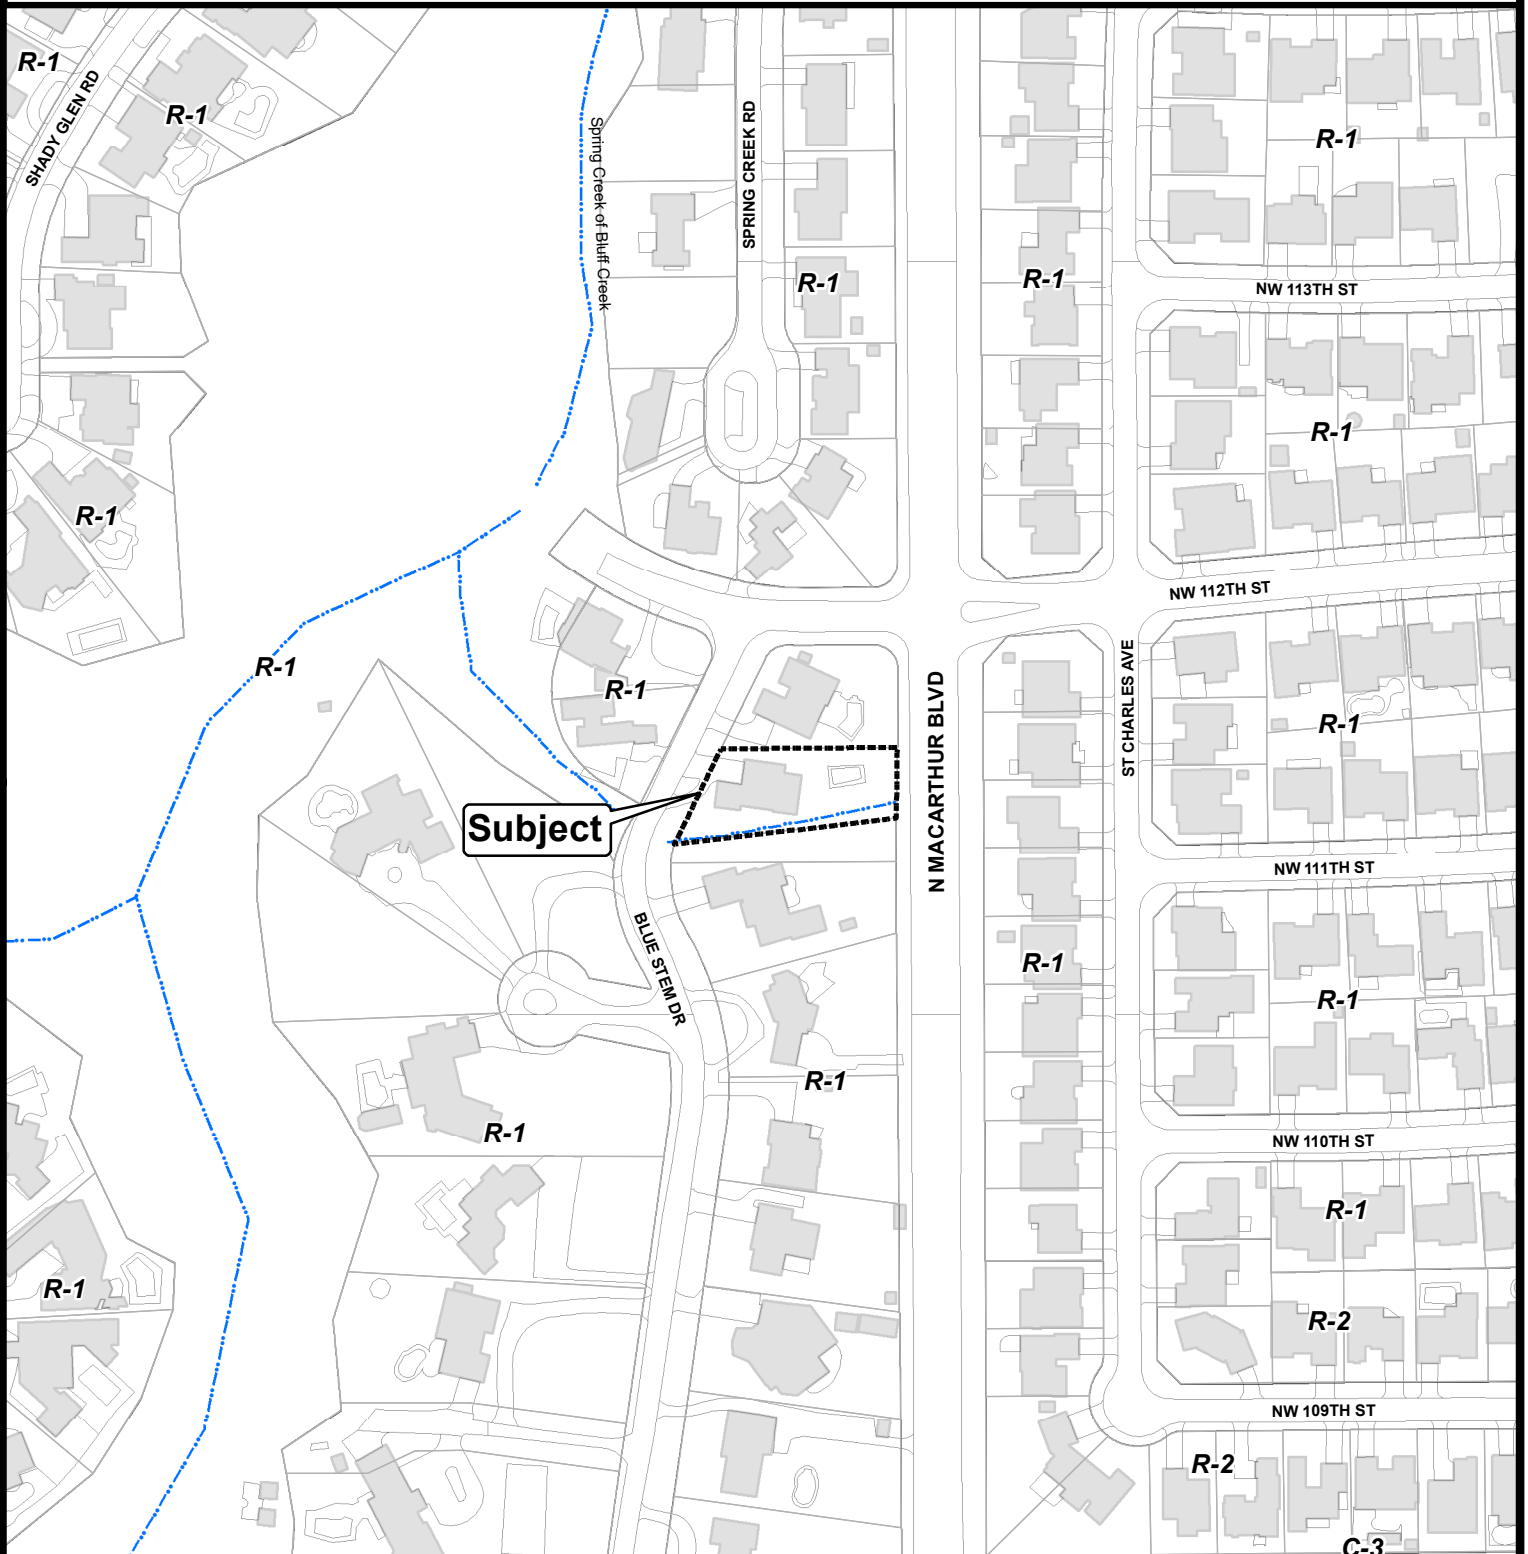 R-1
SHADY GLEN RD
R-1
Spring Creek of Bluff Creek
SPRING CREEK RD
R-1
R-1
R-1
NW 113TH ST
R-1
R-1
NW 112TH ST
R-1
R-1
N MACARTHUR BLVD
ST CHARLES AVE
R-1
Subject
NW 111TH ST
BLUE STEM DR
R-1
R-1
R-1
R-1
NW 110TH ST
R-1
R-1
R-2
NW 109TH ST
R-2
C-3